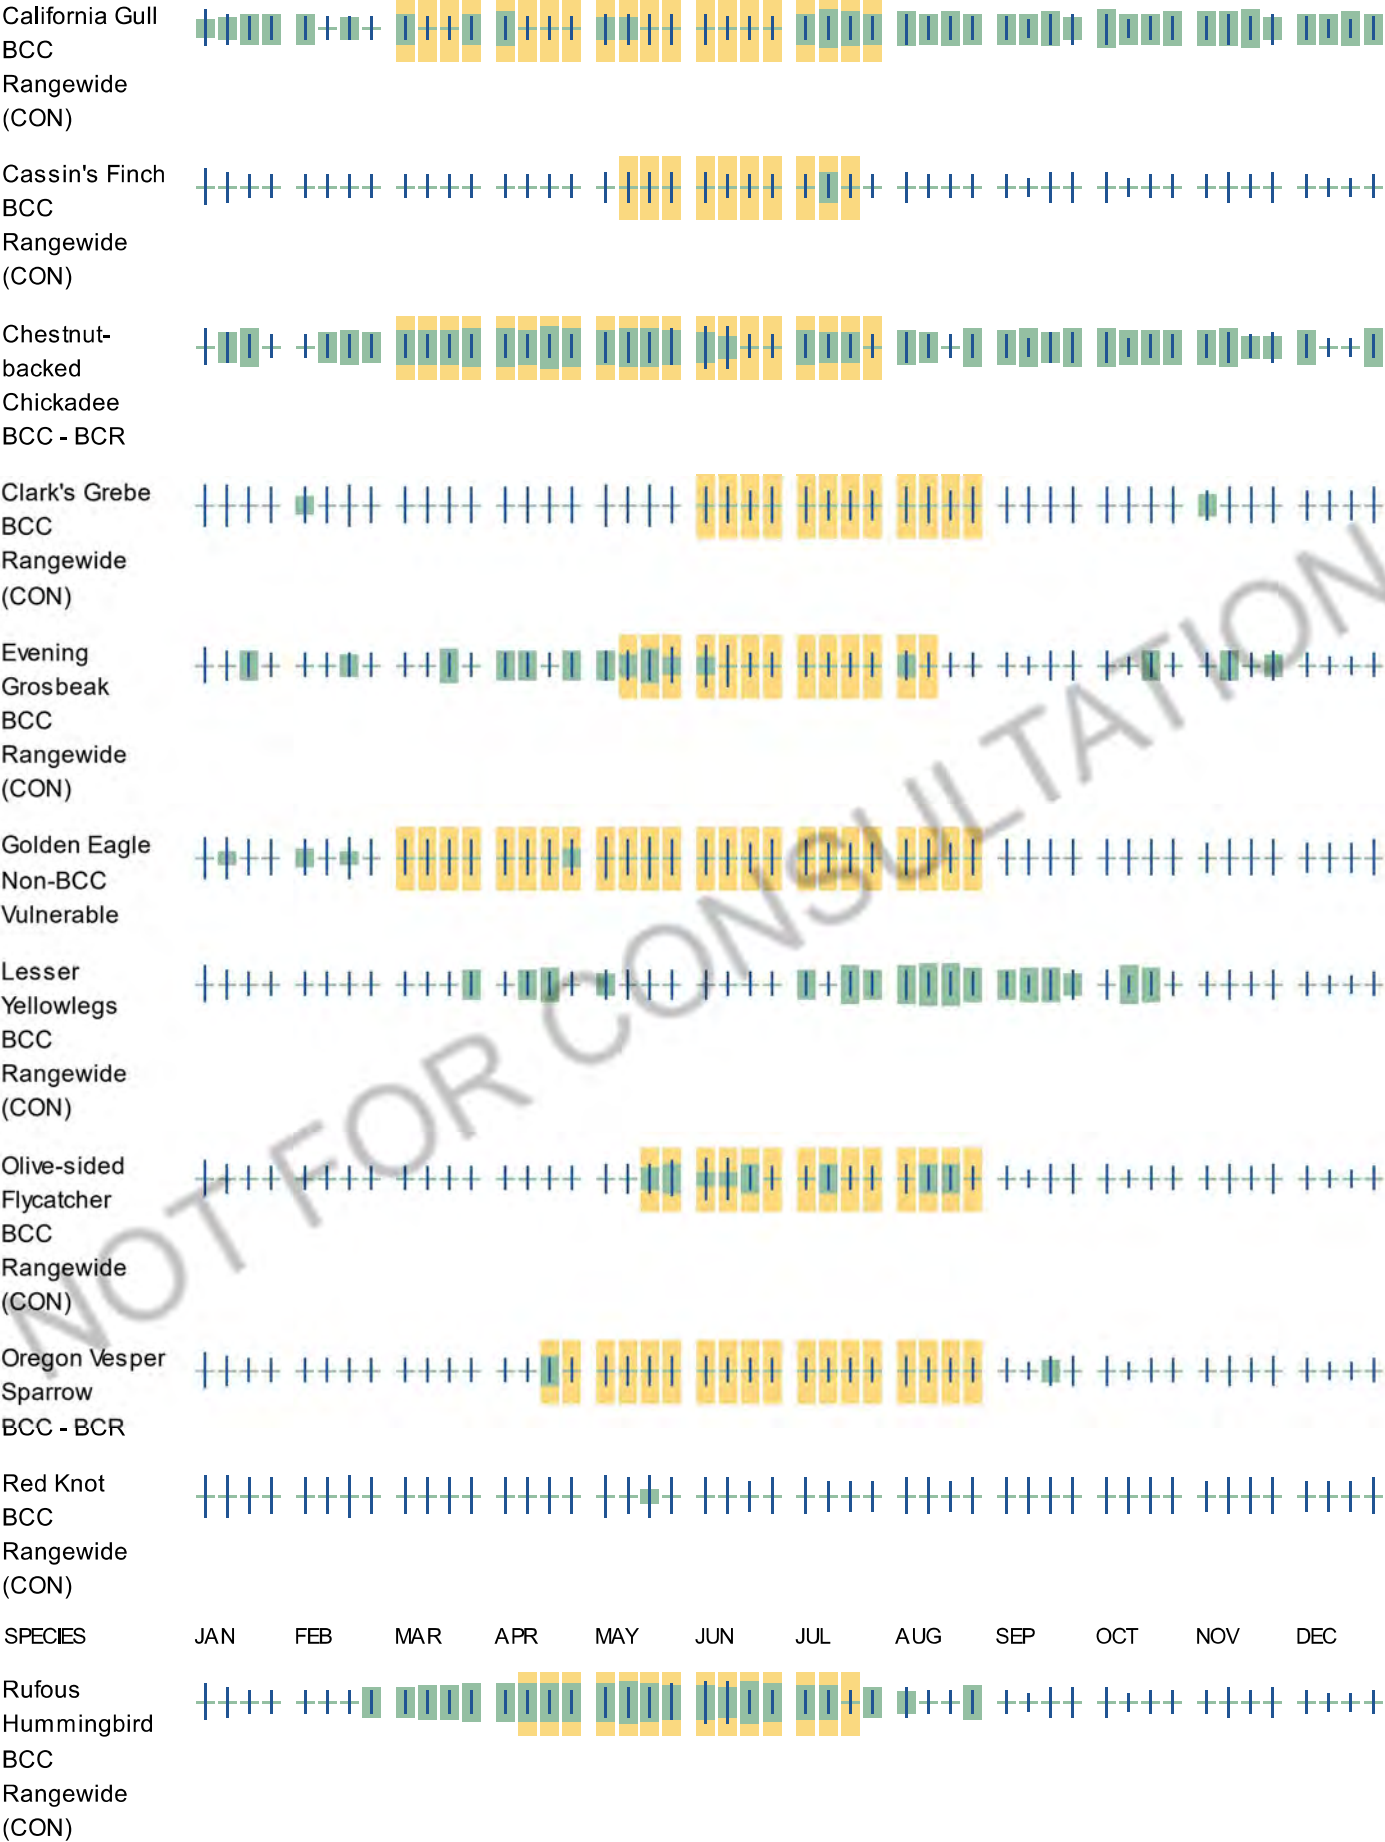 California Gull
BCC
Rangewide
(CON)
Cassin's Finch
BCC
Rangewide
(CON)
Chestnut-
backed
Chickadee
BCC - BCR
Clark's Grebe
BCC
Rangewide
(CON)
Evening
Grosbeak
BCC
Rangewide
(CON)
Golden Eagle
Non-BCC
Vulnerable
Lesser
Yellowlegs
BCC
Rangewide
(CON)
Olive-sided
Flycatcher
BCC
Rangewide
(CON)
Oregon Vesper
Sparrow
BCC - BCR
Red Knot
BCC
Rangewide
(CON)
SPECIES JAN FEB MAR APR MAY JUN JUL AUG SEP OCT NOV DEC
Rufous
Hummingbird
BCC
Rangewide
(CON)
NOT FOR CONSULTATION